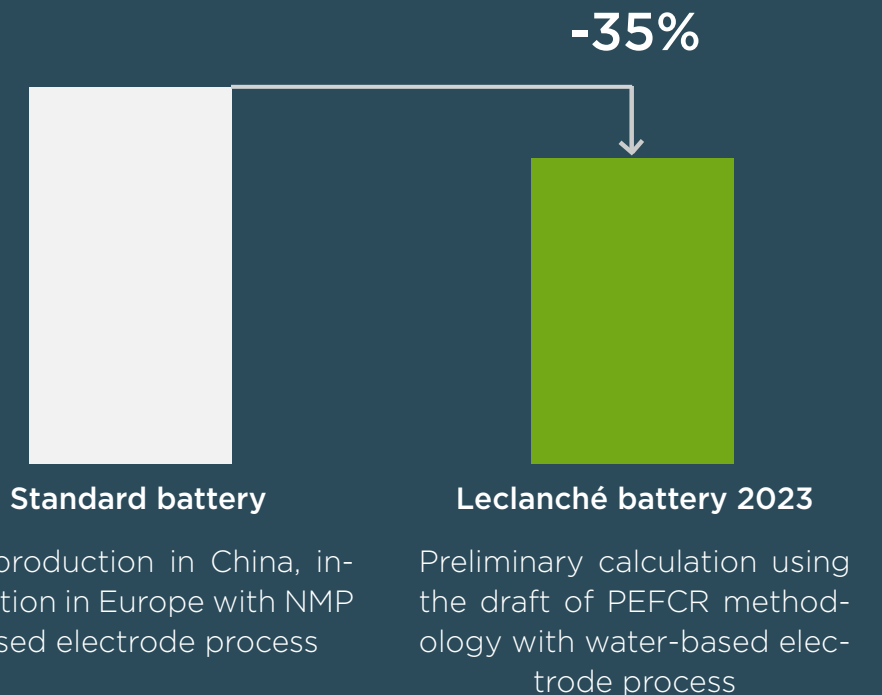 -35%
Standard battery
production in China, in-
tion in Europe with NMP
sed electrode process
Leclanché battery 2023
Preliminary calculation using
the draft of PEFCR method-
ology with water-based elec-
trode process